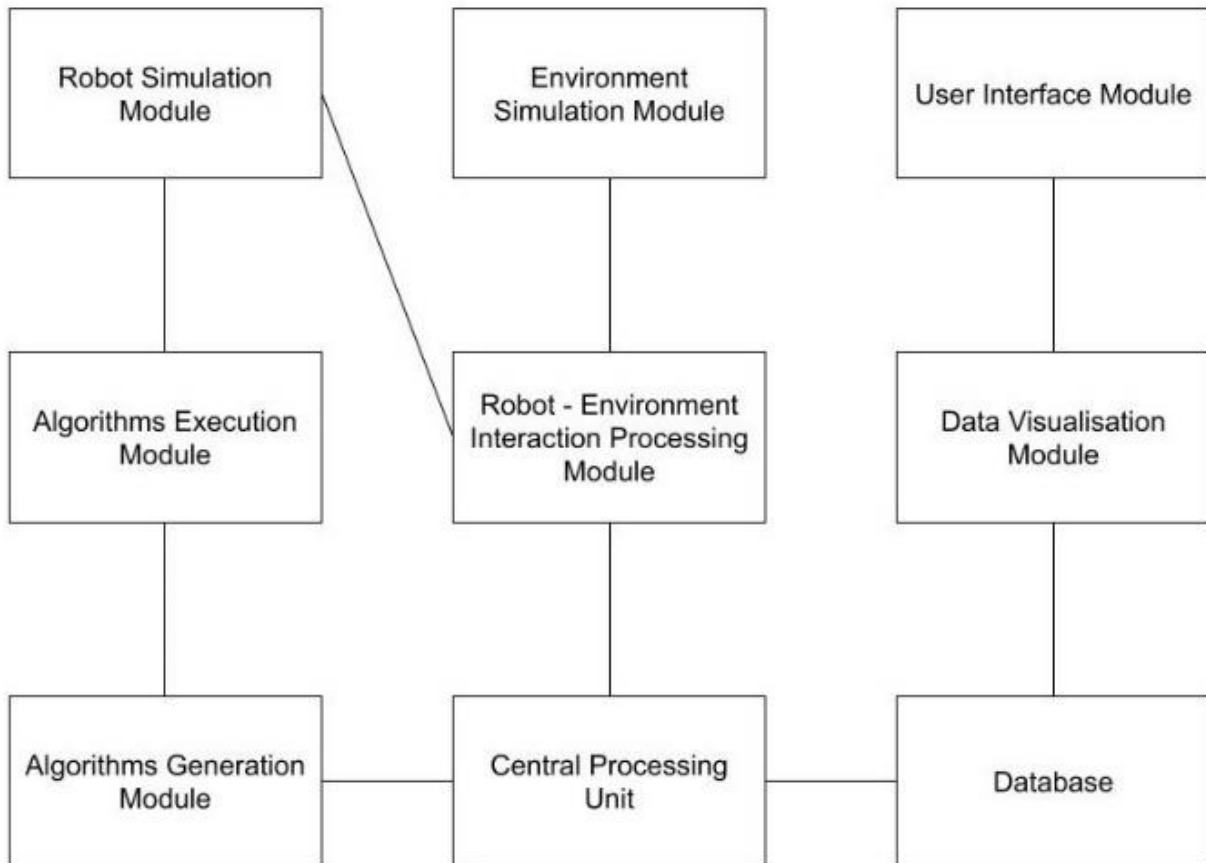 Robot Simulation
Module
Environment
Simulation Module
User Interface Module
Algorithms Execution
Module
Robot - Environment
Interaction Processing
Module
Data Visualisation
Module
Algorithms Generation
Module
Central Processing
Unit
Database